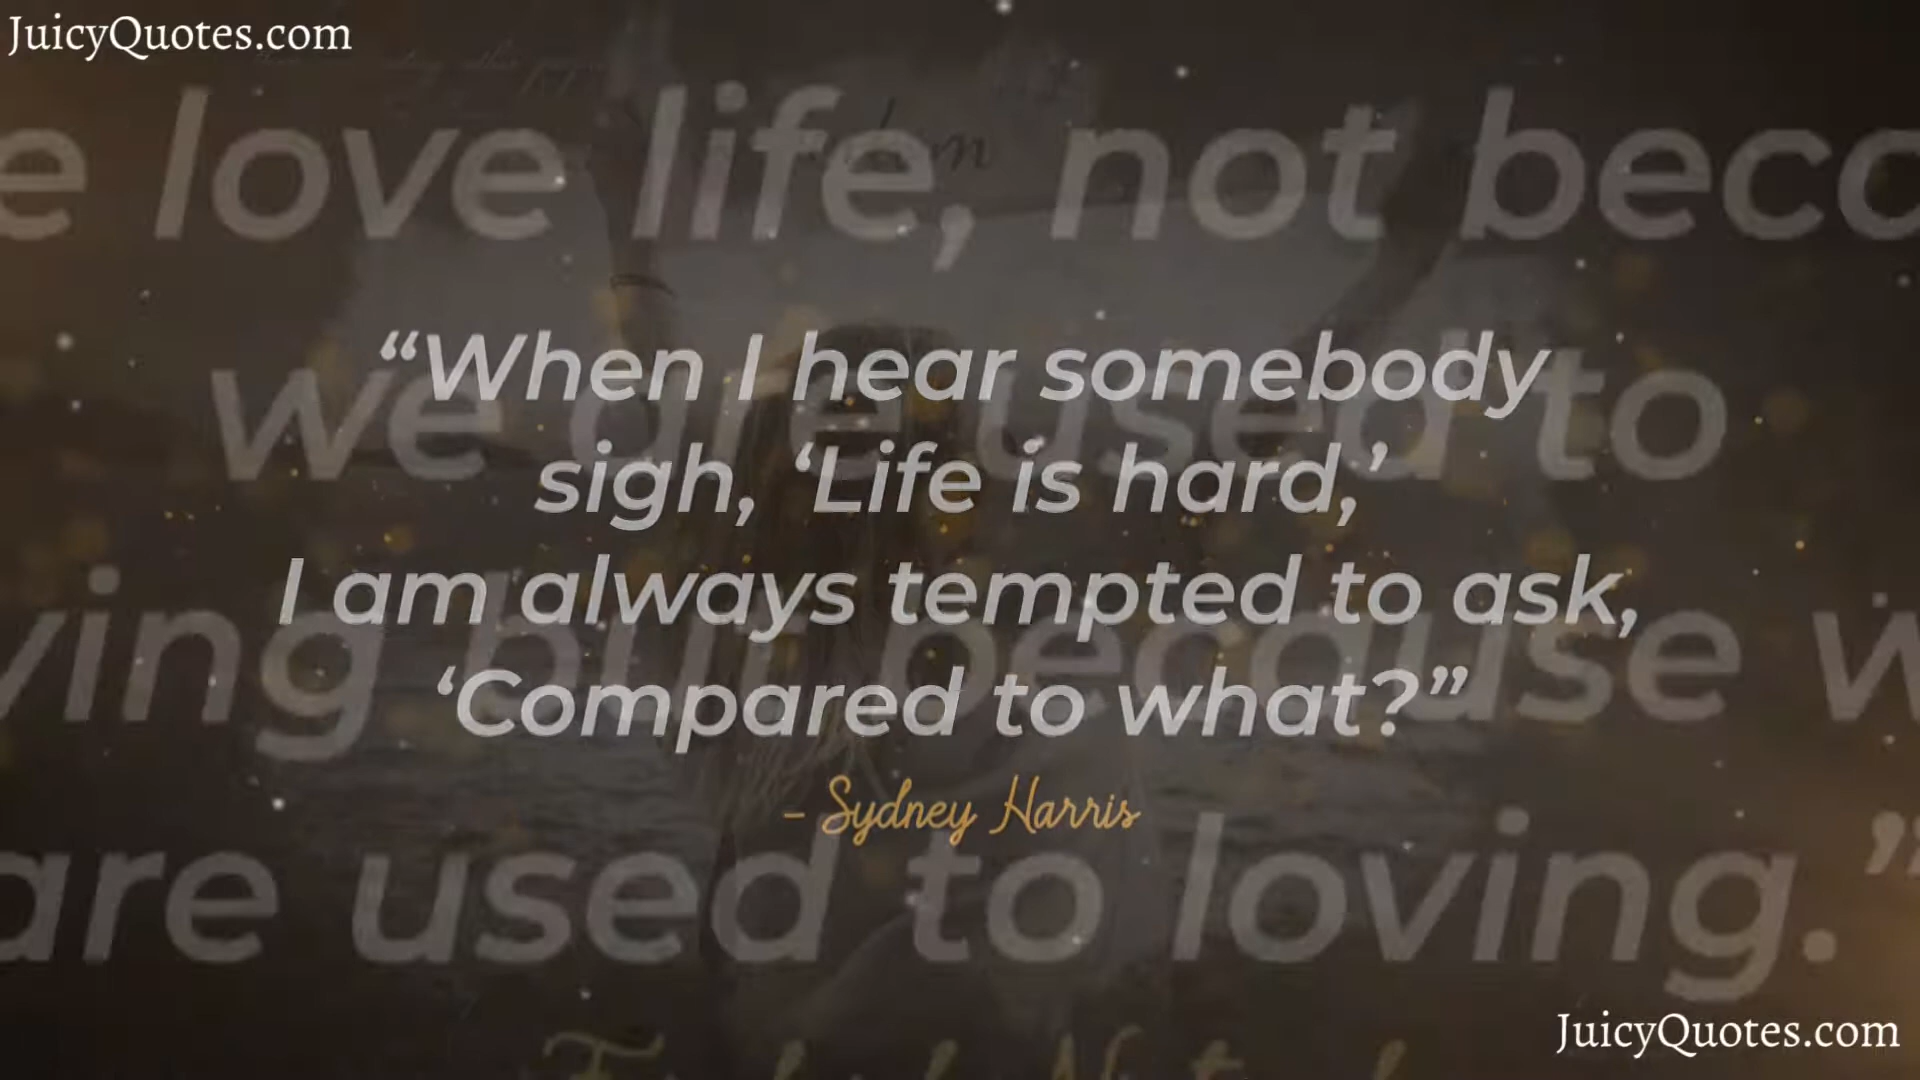 JuicyQuotes.com
e love life, not beco
“When I hear somebody
we are used to
sigh, ‘Life is hard,’
I am always tempted to ask,
ving but because w
‘Compared to what?”
– Sydney Harris
are used to loving.”
JuicyQuotes.com